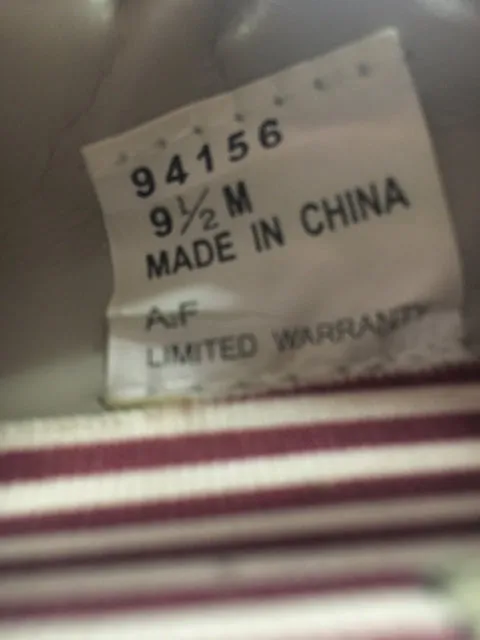 94156
9½ M
MADE IN CHINA
LIMITED WARRANTY